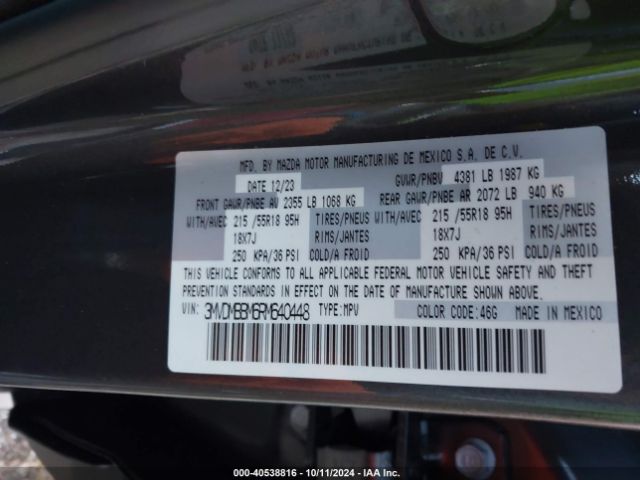 MFD. BY MAZDA MOTOR MANUFACTURING DE MEXICO S.A. DE C.V.
DATE 12/23 GVWR/PNBV 4381 LB 1987 KG
FRONT GAWR/PNBE AV 2355 LB 1068 KG REAR GAWR/PNBE AR 2072 LB 940 KG
WITH/AVEC 215 /55R18 95H TIRES/PNEUS WITH/AVEC 215 /55R18 95H TIRES/PNEUS
18X7J RIMS/JANTES 18X7J RIMS/JANTES
250 KPA/36 PSI COLD/A FROID 250 KPA/36 PSI COLD/A FROID
THIS VEHICLE CONFORMS TO ALL APPLICABLE FEDERAL MOTOR VEHICLE SAFETY AND THEFT
PREVENTION STANDARDS IN EFFECT ON THE DATE OF MANUFACTURE SHOWN ABOVE.
VIN: 3MVDMBBM6RM640448 TYPE:MPV COLOR CODE:46G MADE IN MEXICO
000-40538816 - 10/11/2024 - IAA Inc.